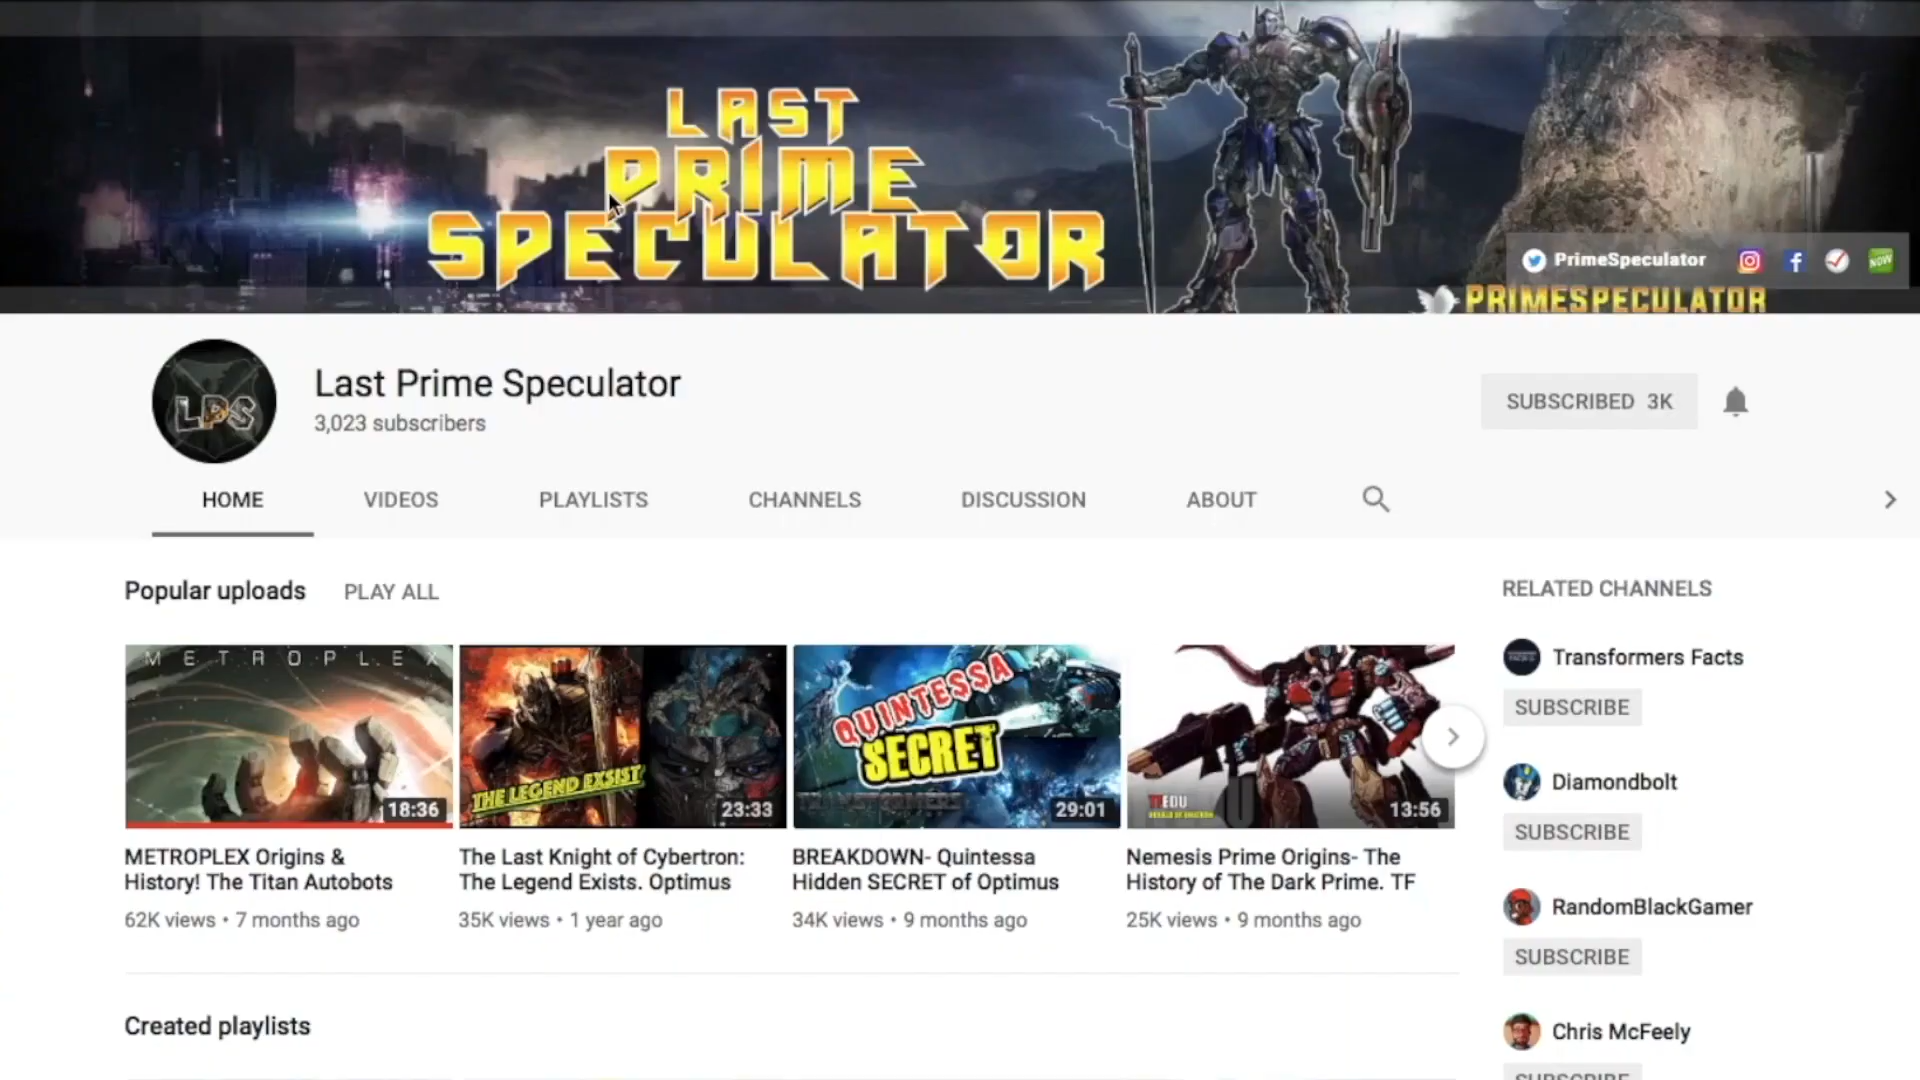 LAST
PRIME
SPECULATOR
PrimeSpeculator
NOW
PRIMESPECULATOR
LPS
Last Prime Speculator
3,023 subscribers
SUBSCRIBED 3K
HOME
VIDEOS
PLAYLISTS
CHANNELS
DISCUSSION
ABOUT
Popular uploads
PLAY ALL
METROPLEX
18:36
METROPLEX Origins &
History! The Titan Autobots
62K views • 7 months ago
THE LEGEND EXSIST
23:33
The Last Knight of Cybertron:
The Legend Exists. Optimus
35K views • 1 year ago
QUINTESSA
SECRET
TRANSFORMERS
29:01
BREAKDOWN- Quintessa
Hidden SECRET of Optimus
34K views • 9 months ago
TFEDU
13:56
Nemesis Prime Origins- The
History of The Dark Prime. TF
25K views • 9 months ago
Created playlists
RELATED CHANNELS
Transformers Facts
SUBSCRIBE
Diamondbolt
SUBSCRIBE
RandomBlackGamer
SUBSCRIBE
Chris McFeely
SUBSCRIBE